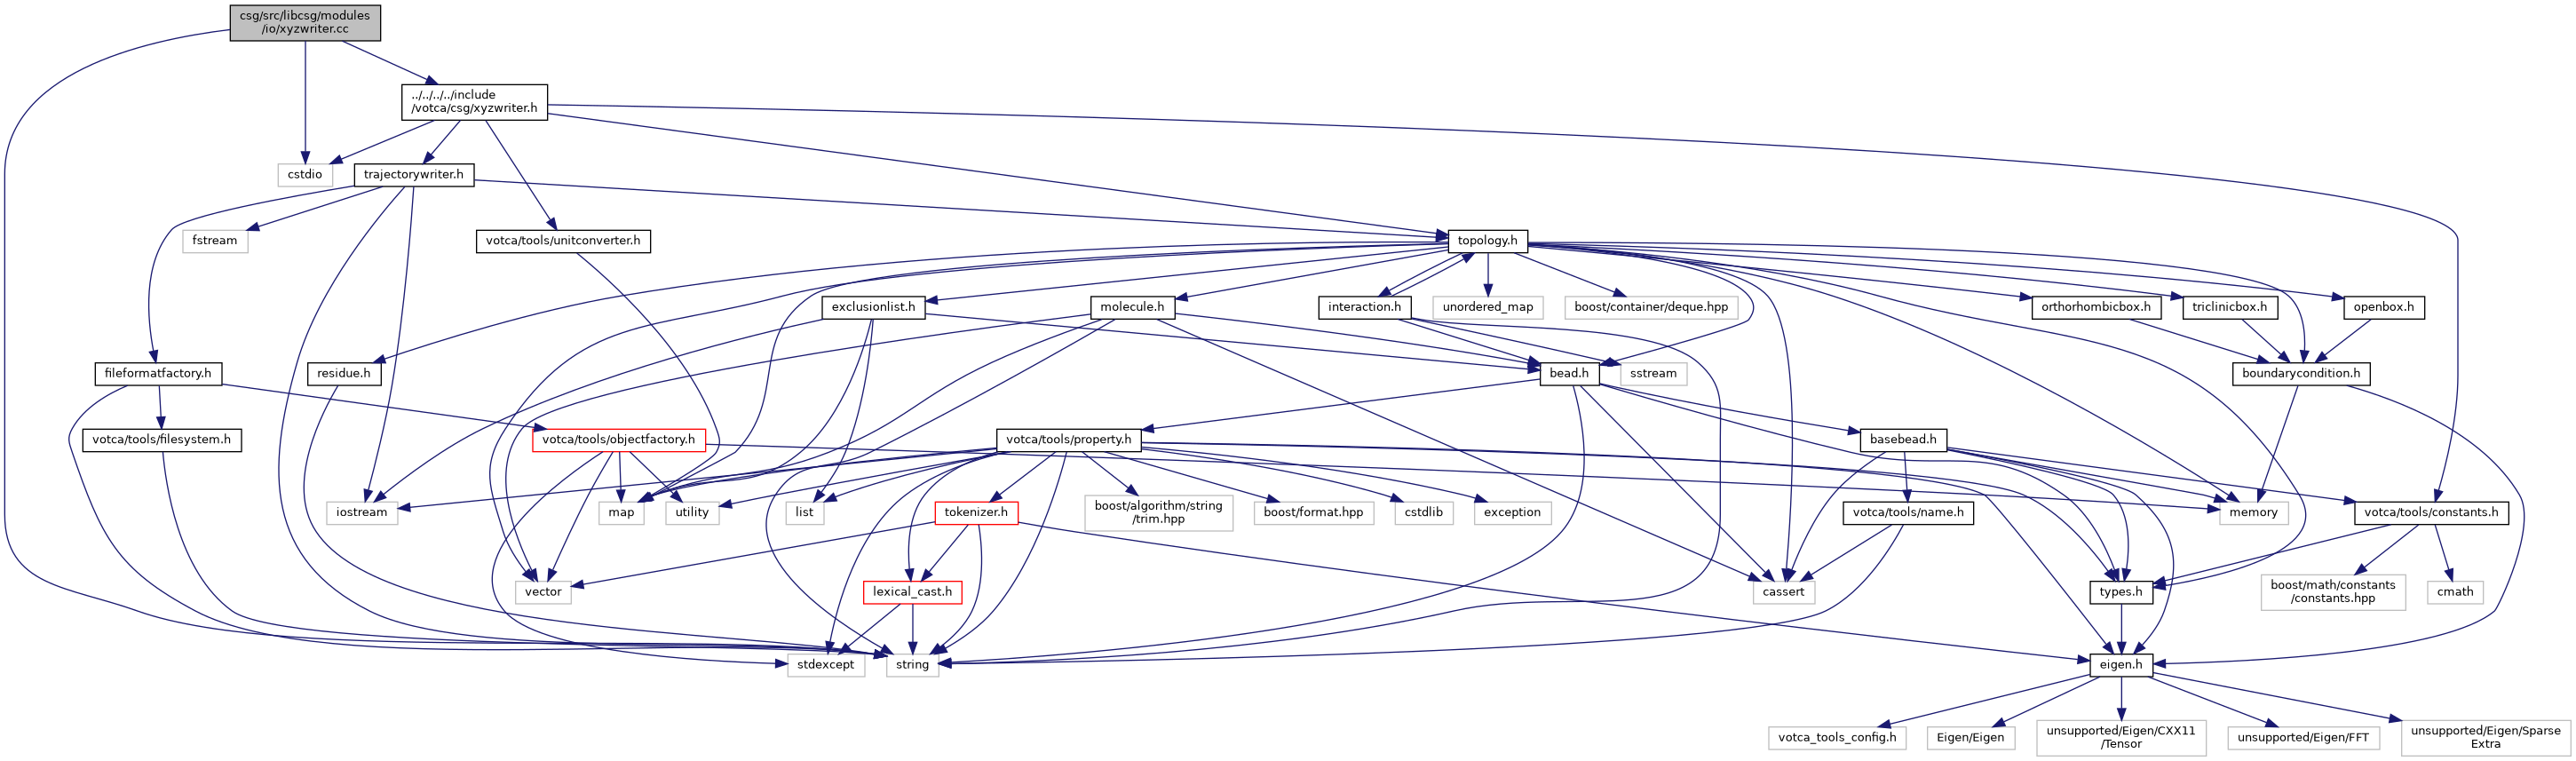 csg/src/libcsg/modules
/io/xyzwriter.cc
../../../../include
/votca/csg/xyzwriter.h
cstdio
trajectorywriter.h
fstream
votca/tools/unitconverter.h
topology.h
exclusionlist.h
molecule.h
interaction.h
unordered_map
boost/container/deque.hpp
orthorhombicbox.h
triclinicbox.h
openbox.h
fileformatfactory.h
residue.h
bead.h
sstream
boundarycondition.h
votca/tools/filesystem.h
votca/tools/objectfactory.h
votca/tools/property.h
basebead.h
iostream
map
utility
list
tokenizer.h
boost/algorithm/string
/trim.hpp
boost/format.hpp
cstdlib
exception
votca/tools/name.h
memory
votca/tools/constants.h
vector
lexical_cast.h
cassert
types.h
boost/math/constants
/constants.hpp
cmath
stdexcept
string
eigen.h
votca_tools_config.h
Eigen/Eigen
unsupported/Eigen/CXX11
/Tensor
unsupported/Eigen/FFT
unsupported/Eigen/Sparse
Extra